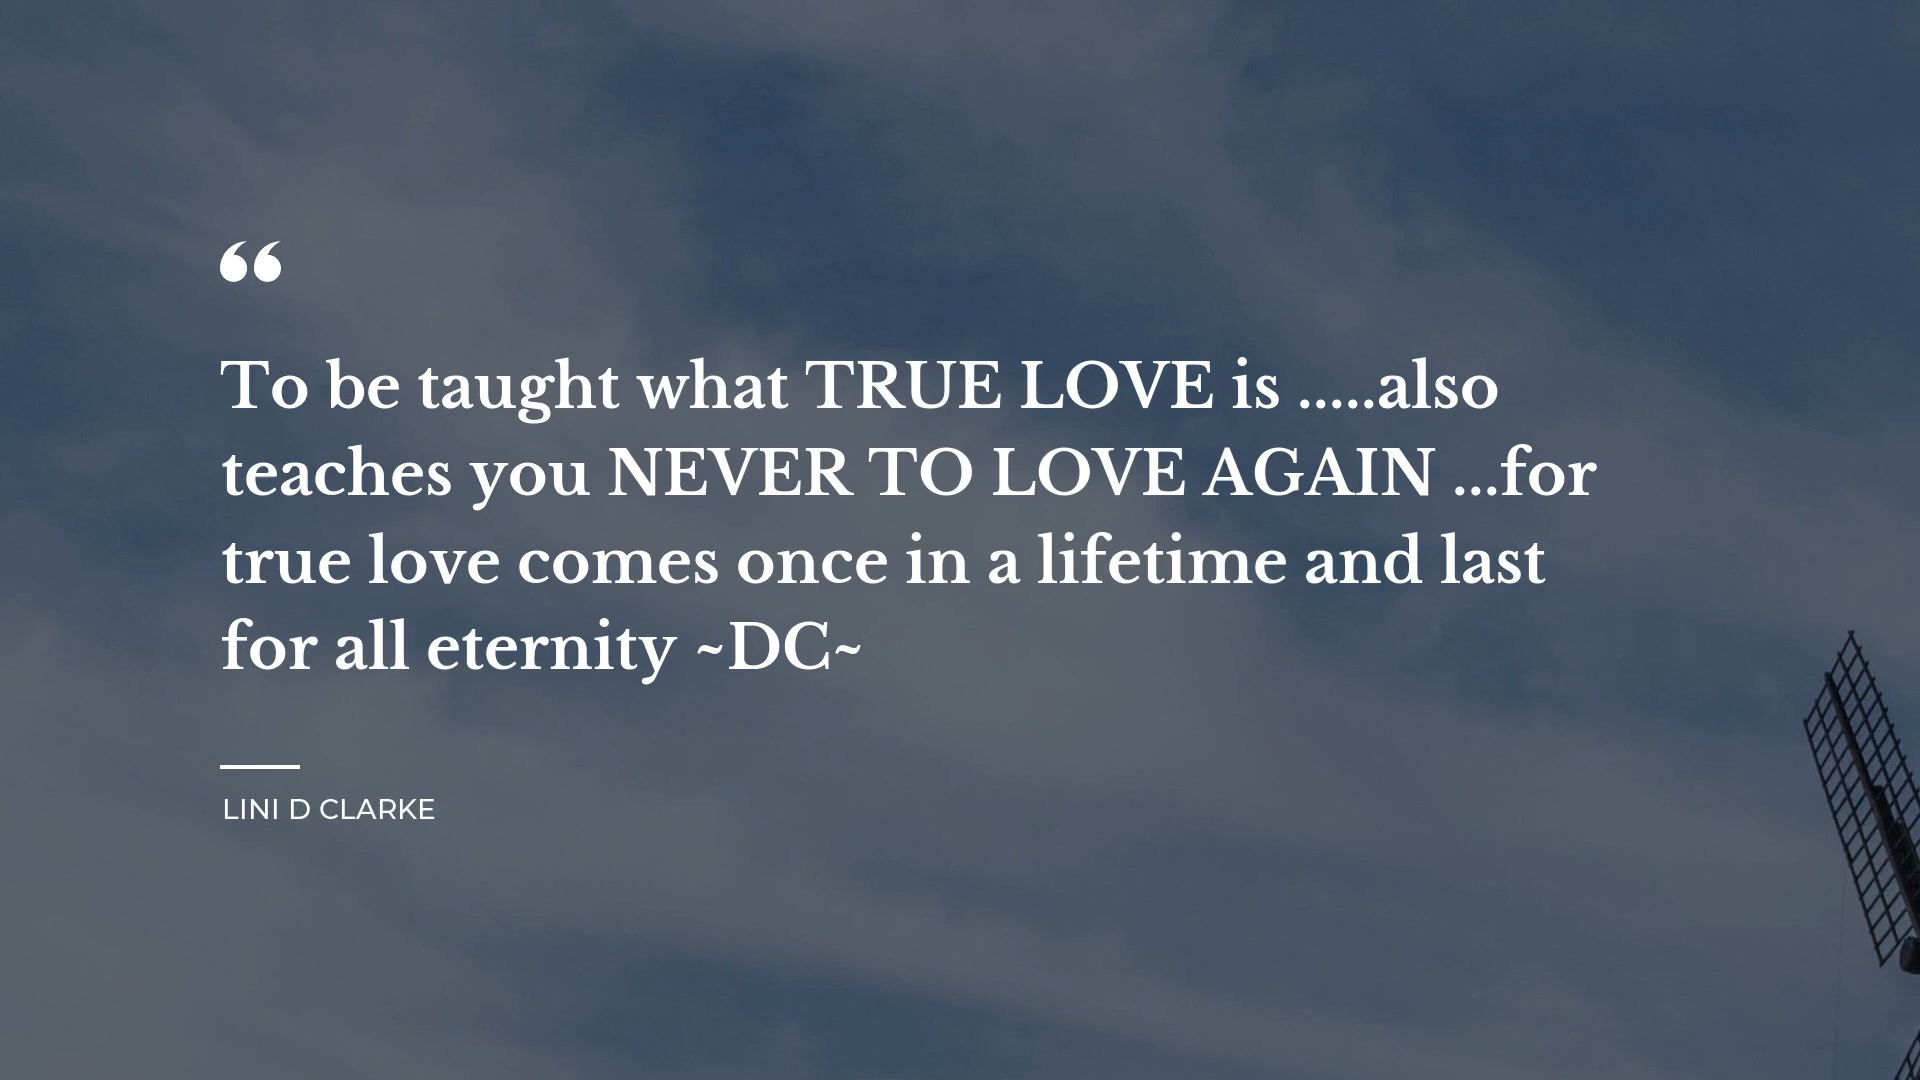 “
To be taught what TRUE LOVE is .....also
teaches you NEVER TO LOVE AGAIN ...for
true love comes once in a lifetime and last
for all eternity ~DC~
LINI D CLARKE